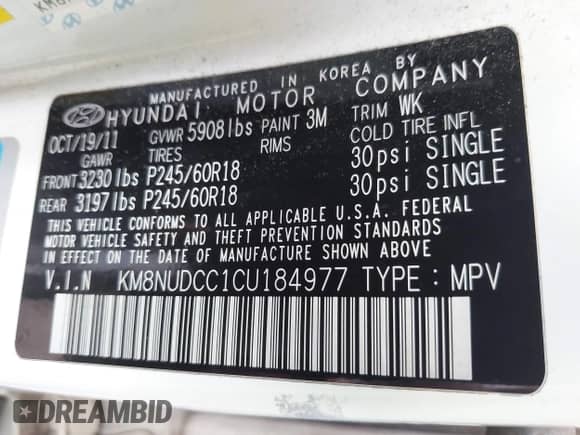 MANUFACTURED IN KOREA BY
HYUNDAI MOTOR COMPANY
OCT/19/11 GVWR 5908lbs PAINT 3M TRIM WK
GAWR TIRES RIMS COLD TIRE INFL
FRONT 3230lbs P245/60R18 30psi SINGLE
REAR 3197lbs P245/60R18 30psi SINGLE
THIS VEHICLE CONFORMS TO ALL APPLICABLE U.S.A. FEDERAL
MOTOR VEHICLE SAFETY AND THEFT PREVENTION STANDARDS
IN EFFECT ON THE DATE OF MANUFACTURE SHOWN ABOVE
V.I.N KM8NUDCC1CU184977 TYPE : MPV
DREAMBID